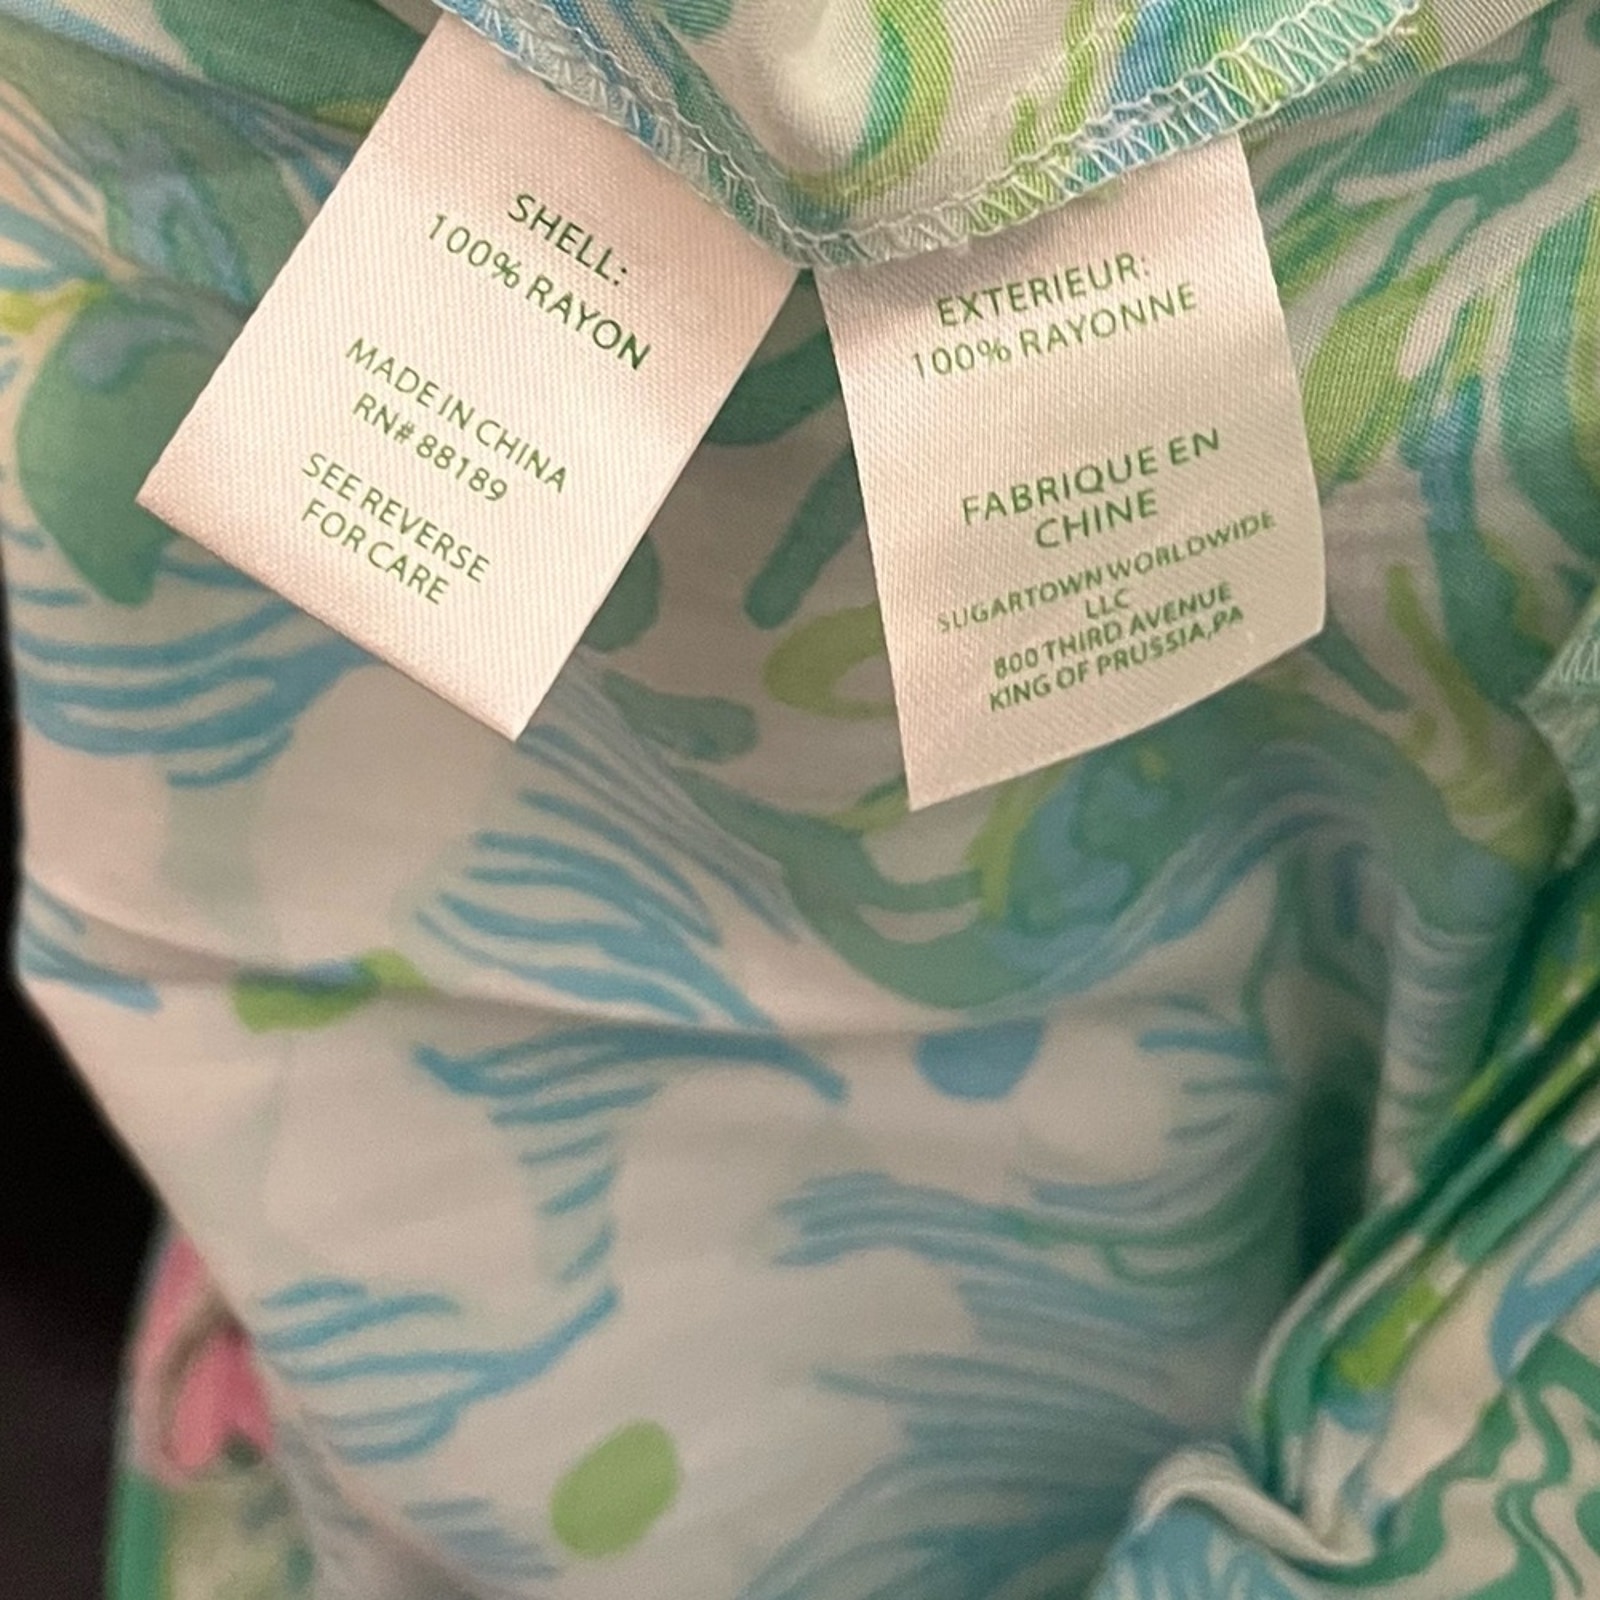 SHELL:
100% RAYON
MADE IN CHINA
RN# 88189
SEE REVERSE
FOR CARE
EXTERIEUR:
100% RAYONNE
FABRIQUE EN
CHINE
SUGARTOWN WORLDWIDE
LLC
800 THIRD AVENUE
KING OF PRUSSIA,PA